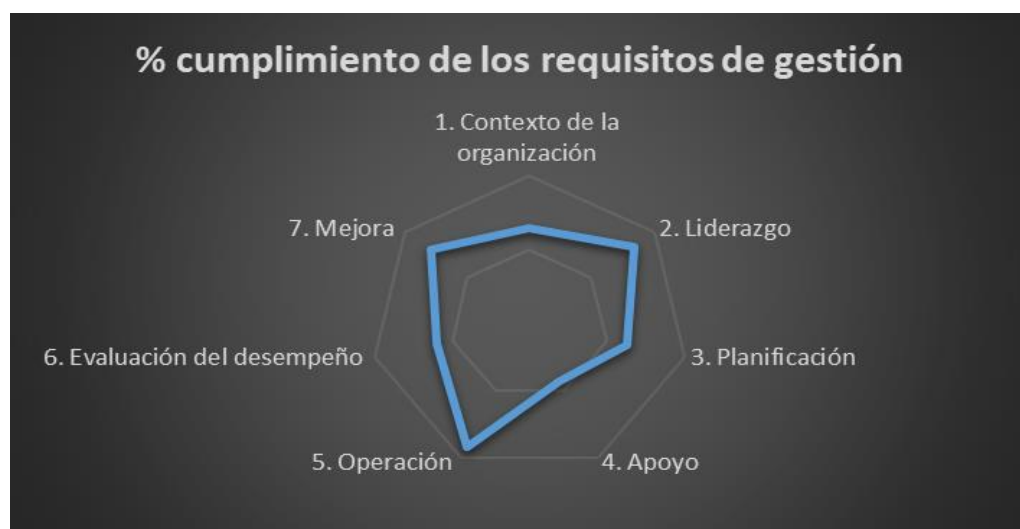 % cumplimiento de los requisitos de gestión
1. Contexto de la
organización
2. Liderazgo
3. Planificación
4. Apoyo
5. Operación
6. Evaluación del desempeño
7. Mejora